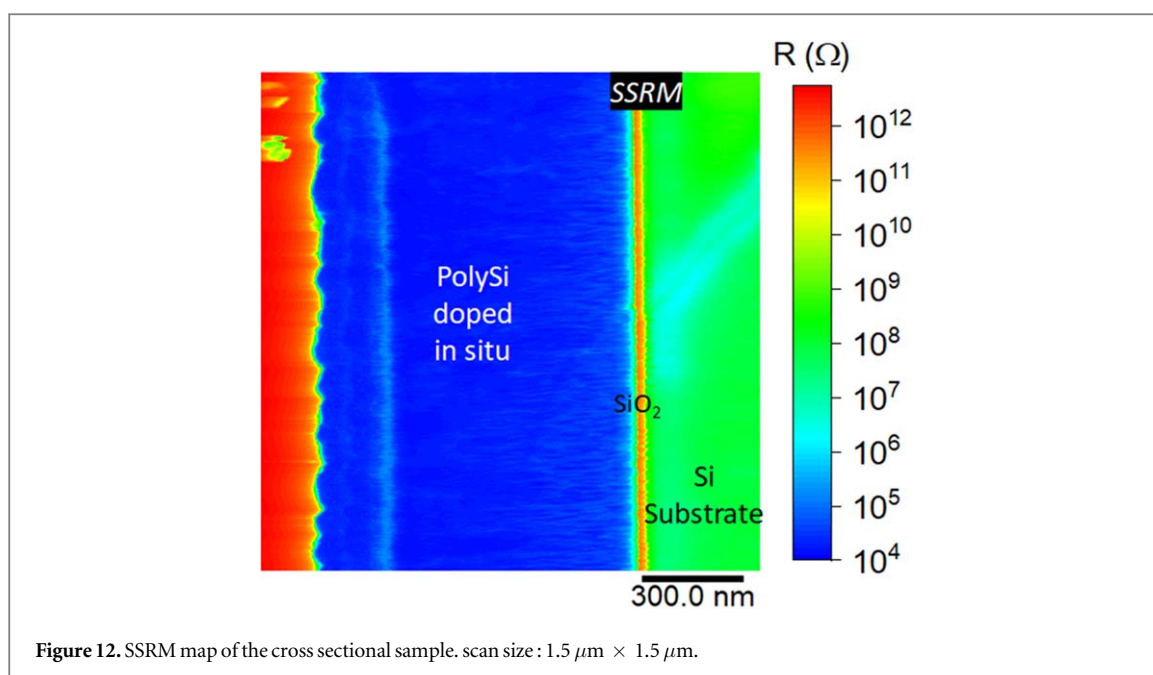 R (Ω)
SSRM
10¹²
10¹¹
10¹⁰
10⁹
10⁸
10⁷
10⁶
10⁵
10⁴
PolySi
doped
in situ
SiO₂
Si
Substrate
300.0 nm
Figure 12. SSRM map of the cross sectional sample. scan size : 1.5 μm × 1.5 μm.